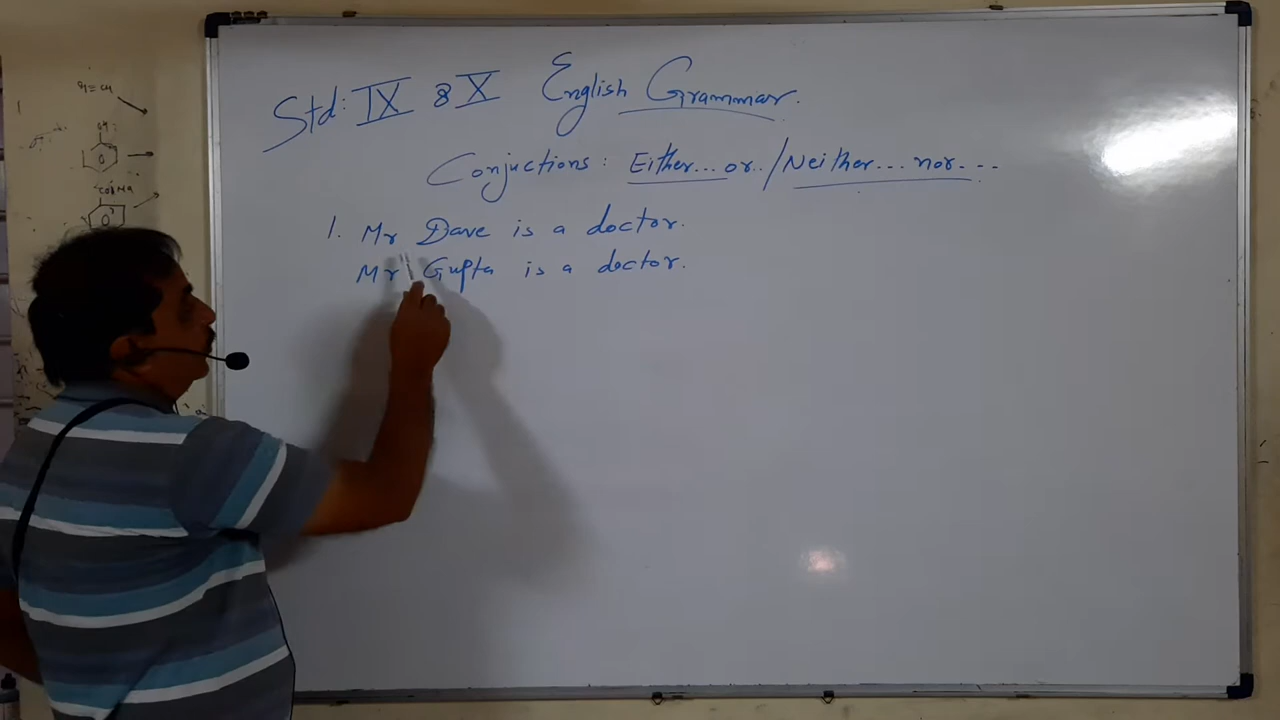 Std: IX & X English Grammar.
Conjuctions: Either...or../Neither...nor...
1. Mr Dave is a doctor.
Mr Gupta is a doctor.